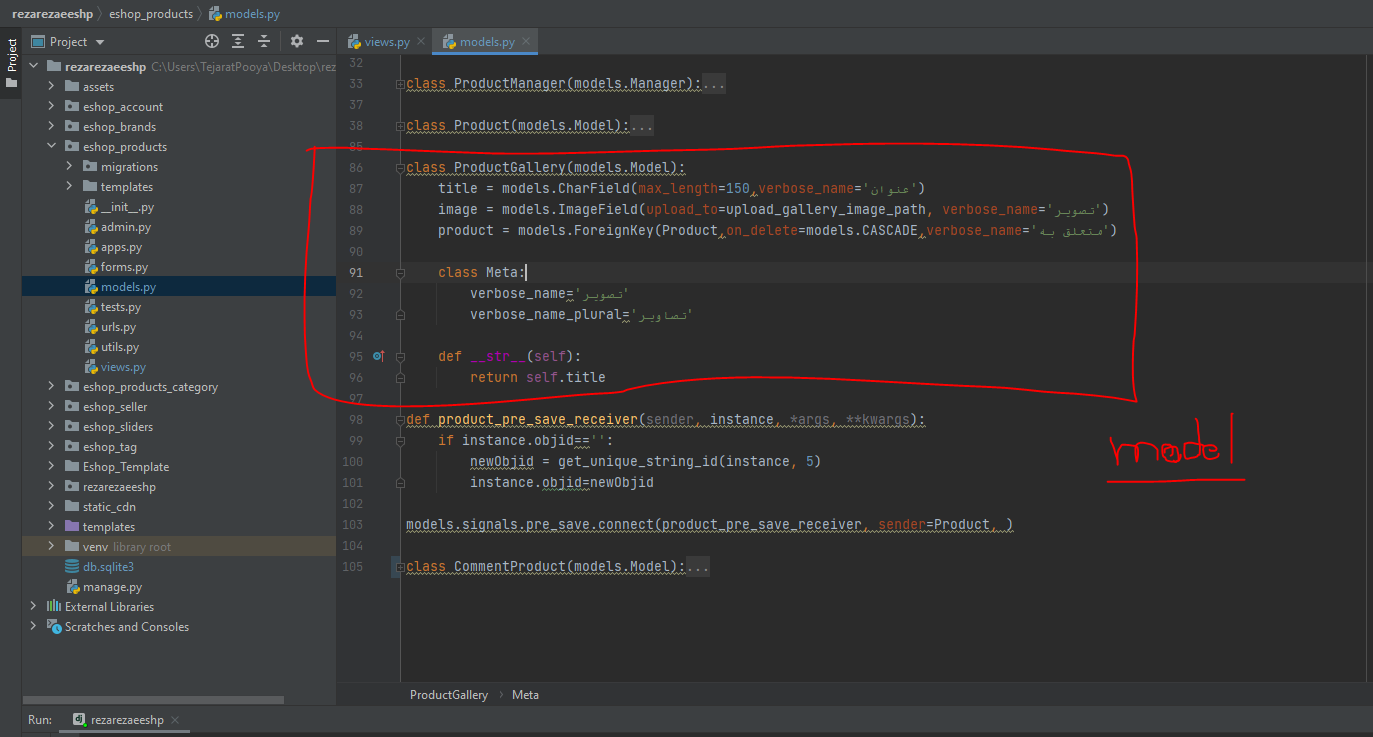 rezarezaeeshp eshop_products models.py
Project
Project
rezarezaeeshp C:\Users\TejaratPooya\Desktop\rez
assets
eshop_account
eshop_brands
eshop_products
migrations
templates
__init__.py
admin.py
apps.py
forms.py
models.py
tests.py
urls.py
utils.py
views.py
eshop_products_category
eshop_seller
eshop_sliders
eshop_tag
Eshop_Template
rezarezaeeshp
static_cdn
templates
venv library root
db.sqlite3
manage.py
External Libraries
Scratches and Consoles
views.py models.py
32
33 class ProductManager(models.Manager):...
37
38 class Product(models.Model):...
85
86 class ProductGallery(models.Model):
87 title = models.CharField(max_length=150,verbose_name='عنوان')
88 image = models.ImageField(upload_to=upload_gallery_image_path, verbose_name='تصویر')
89 product = models.ForeignKey(Product,on_delete=models.CASCADE,verbose_name='متعلق به')
90
91 class Meta:
92 verbose_name='تصویر'
93 verbose_name_plural='تصاویر'
94
95 def __str__(self):
96 return self.title
97
98 def product_pre_save_receiver(sender, instance, *args, **kwargs):
99 if instance.objid=='':
100 newObjid = get_unique_string_id(instance, 5)
101 instance.objid=newObjid
102
103 models.signals.pre_save.connect(product_pre_save_receiver, sender=Product, )
104
105 class CommentProduct(models.Model):...
model
ProductGallery Meta
Run: rezarezaeeshp